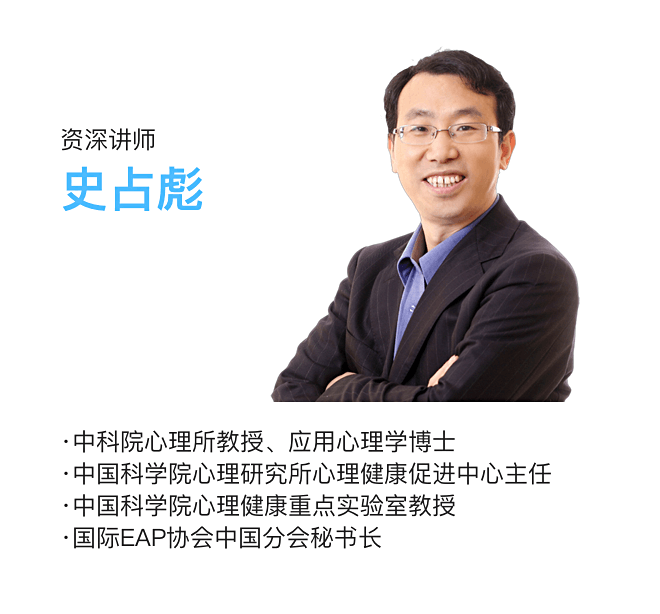 资深讲师
史占彪
·中科院心理所教授、应用心理学博士
·中国科学院心理研究所心理健康促进中心主任
·中国科学院心理健康重点实验室教授
·国际EAP协会中国分会秘书长